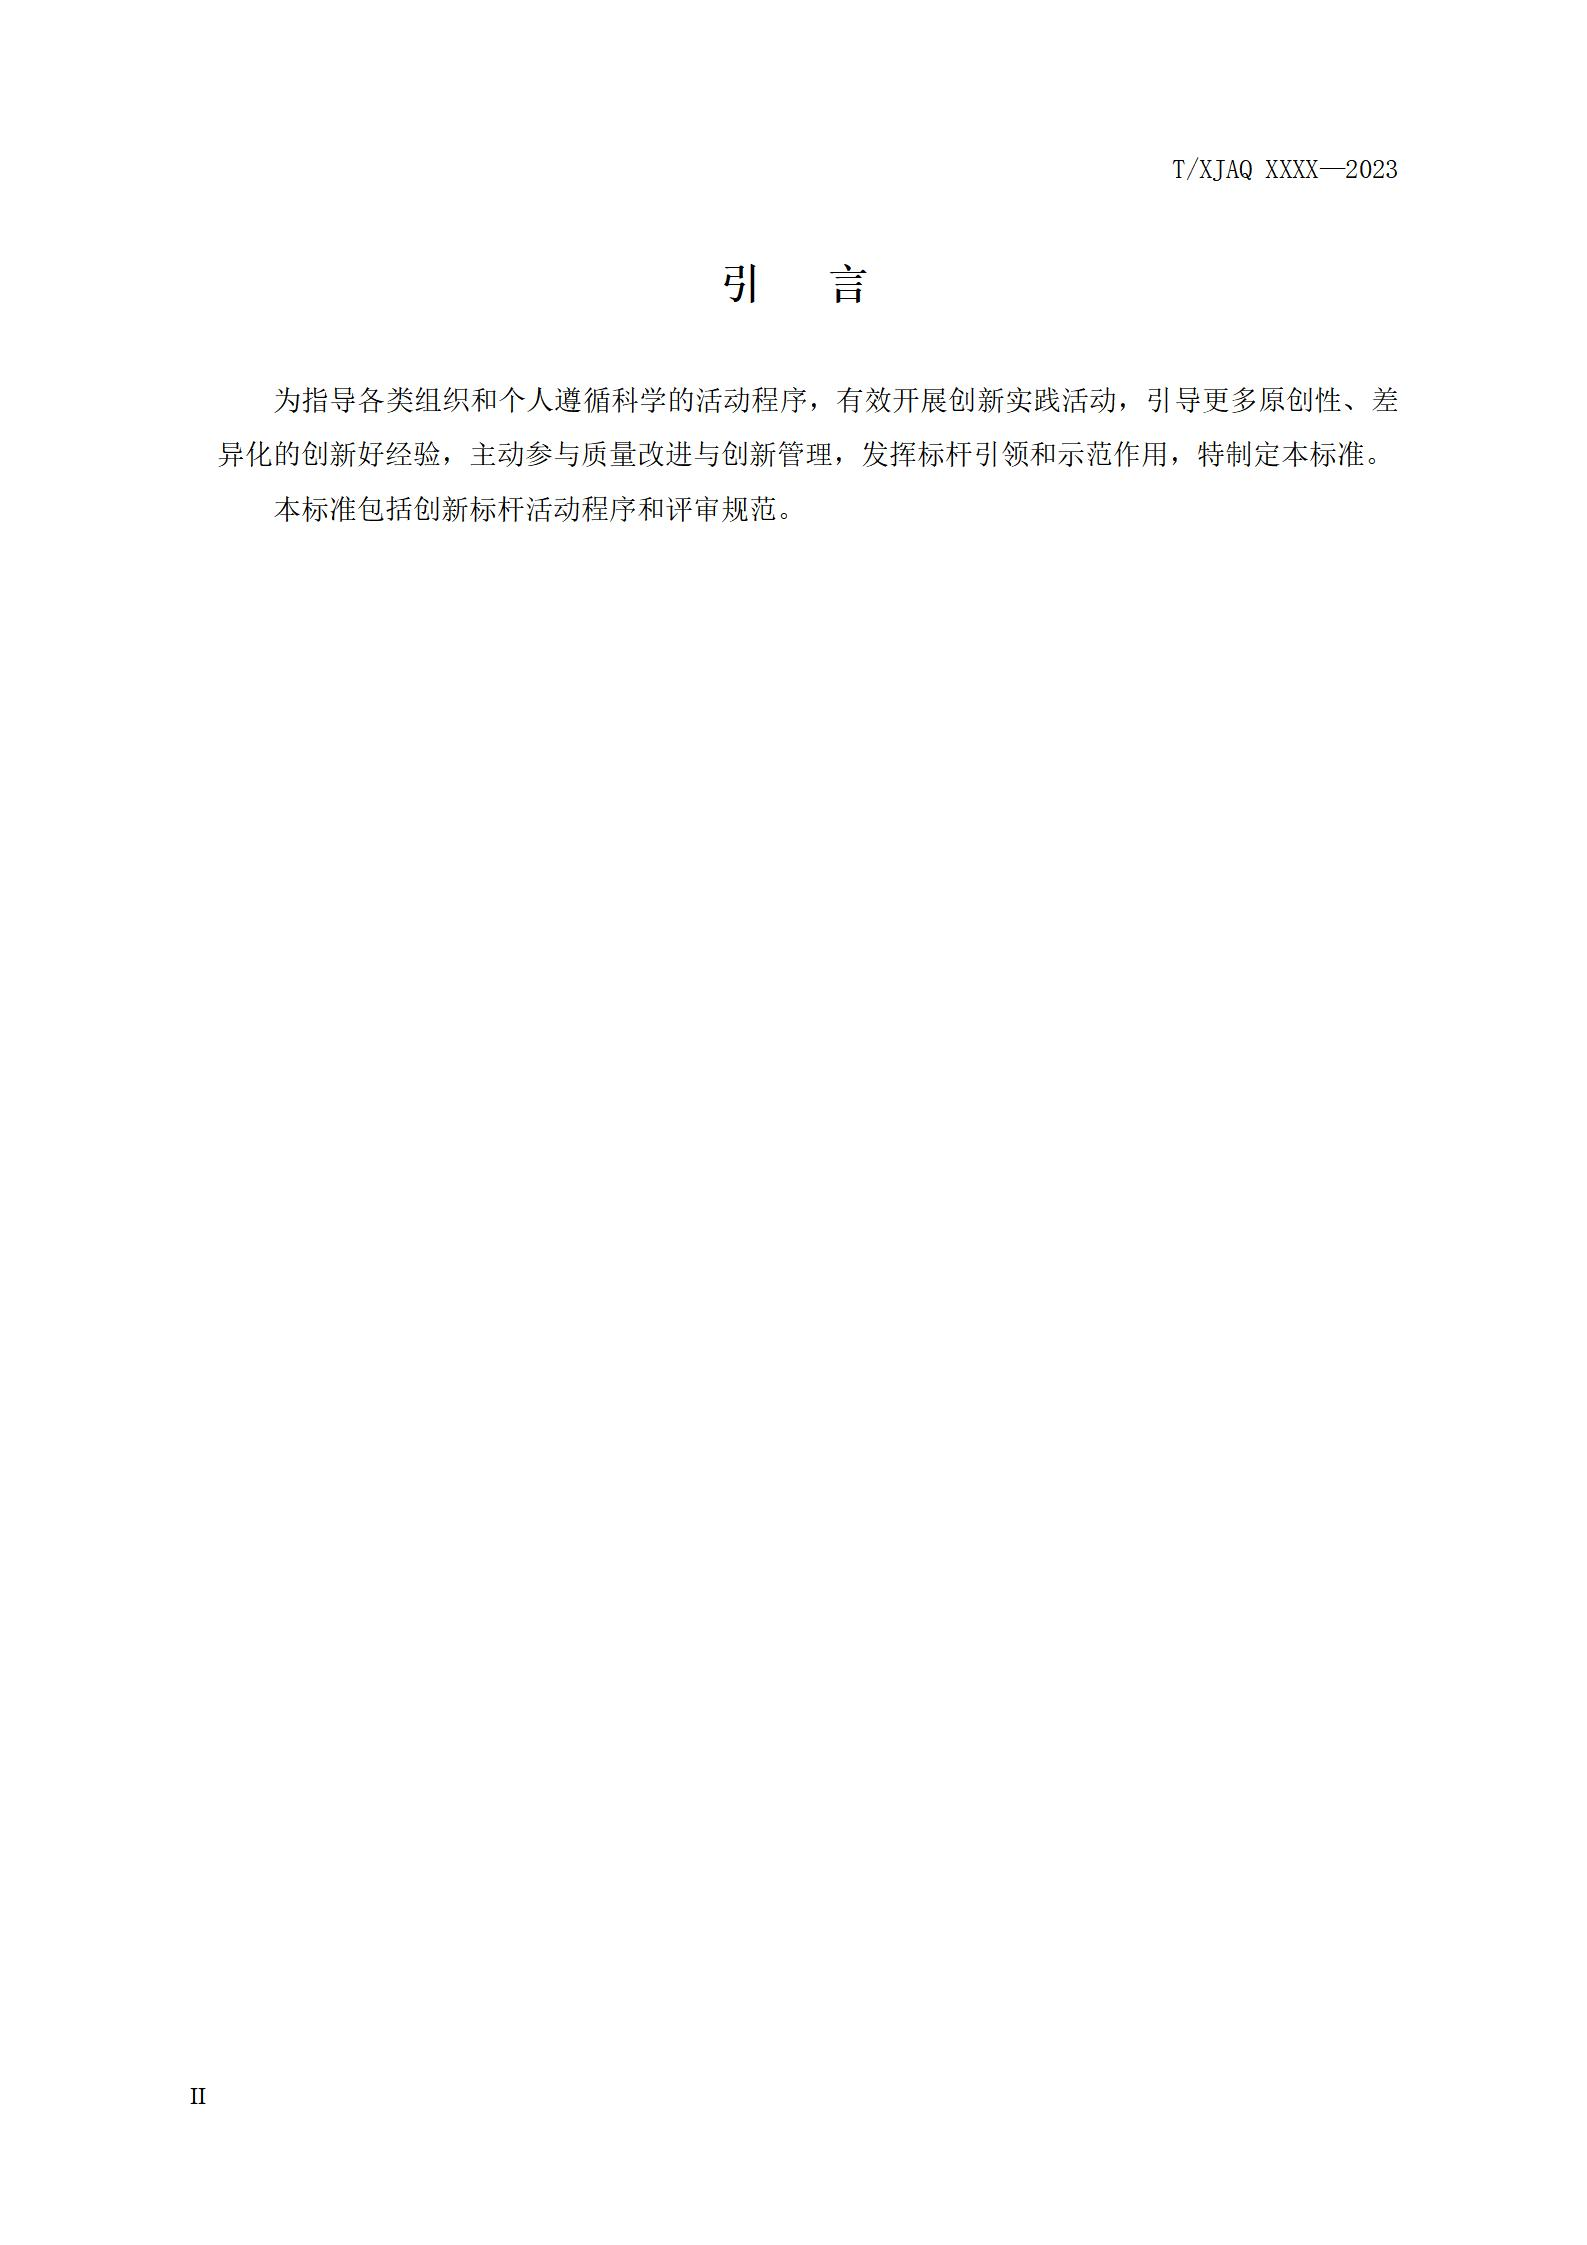 T/XJAQ XXXX—2023
引 言
为指导各类组织和个人遵循科学的活动程序，有效开展创新实践活动，引导更多原创性、差
异化的创新好经验，主动参与质量改进与创新管理，发挥标杆引领和示范作用，特制定本标准。
本标准包括创新标杆活动程序和评审规范。
II